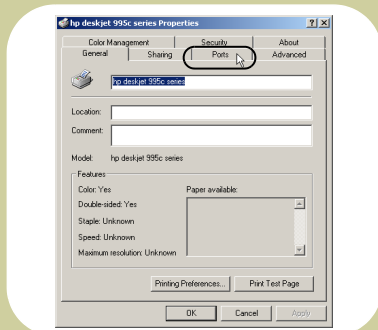 hp deskjet 995c series Properties
Color Management Security About
General Sharing Ports Advanced
hp deskjet 995c series
Location:
Comment:
Model: hp deskjet 995c series
Features
Color: Yes Paper available:
Double-sided: Yes
Staple: Unknown
Speed: Unknown
Maximum resolution: Unknown
Printing Preferences... Print Test Page
OK Cancel Apply